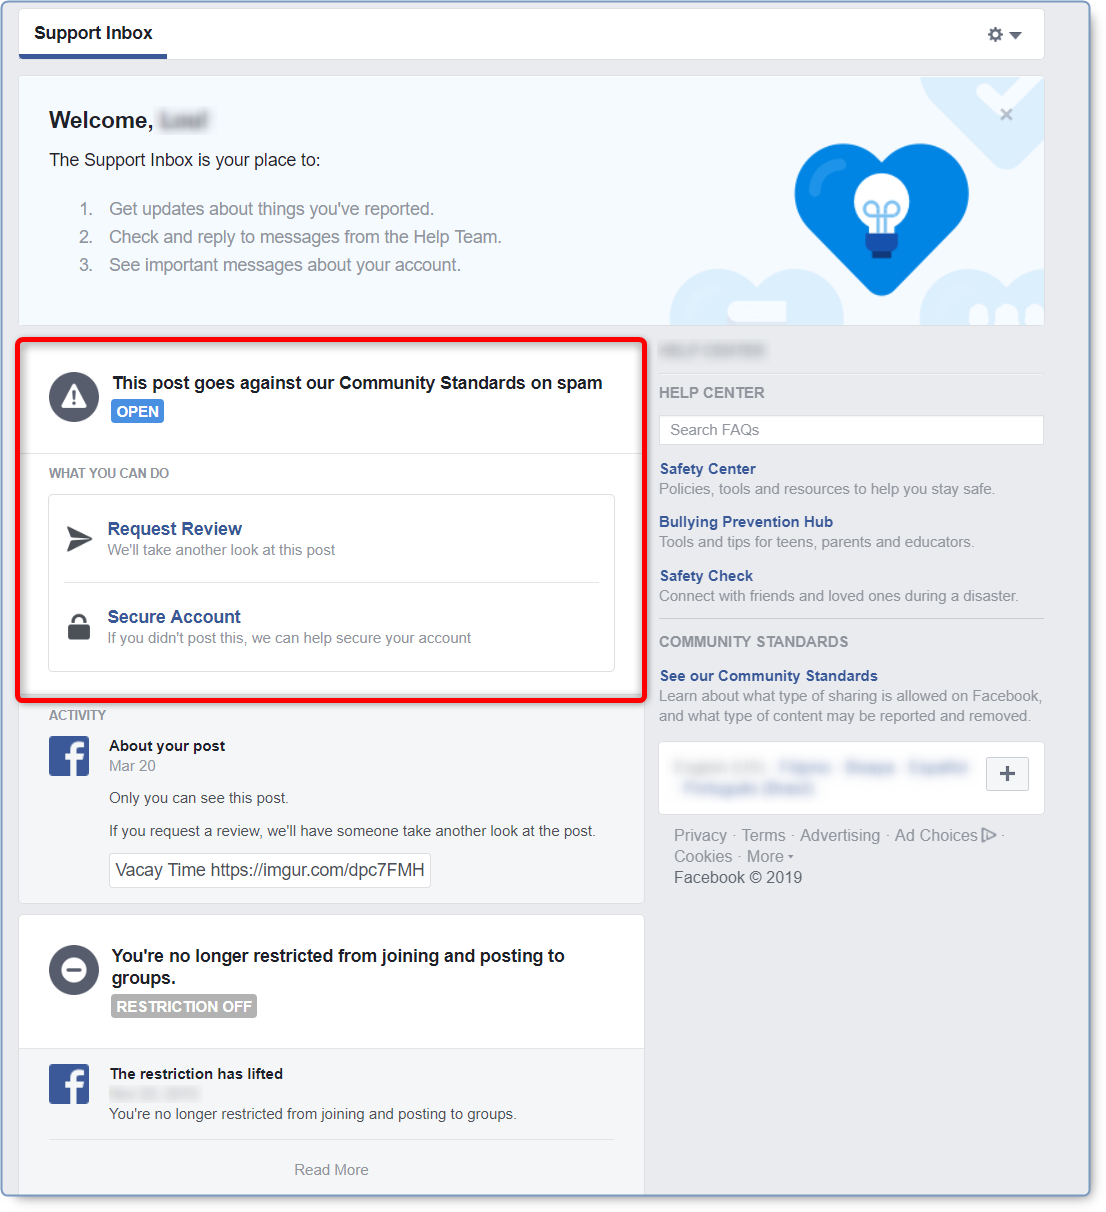 Support Inbox
Welcome,
The Support Inbox is your place to:
1. Get updates about things you've reported.
2. Check and reply to messages from the Help Team.
3. See important messages about your account.
This post goes against our Community Standards on spam
OPEN
WHAT YOU CAN DO
Request Review
We'll take another look at this post
Secure Account
If you didn't post this, we can help secure your account
ACTIVITY
About your post
Mar 20
Only you can see this post.
If you request a review, we'll have someone take another look at the post.
Vacay Time https://imgur.com/dpc7FMH
You're no longer restricted from joining and posting to
groups.
RESTRICTION OFF
The restriction has lifted
You're no longer restricted from joining and posting to groups.
Read More
HELP CENTER
Search FAQs
Safety Center
Policies, tools and resources to help you stay safe.
Bullying Prevention Hub
Tools and tips for teens, parents and educators.
Safety Check
Connect with friends and loved ones during a disaster.
COMMUNITY STANDARDS
See our Community Standards
Learn about what type of sharing is allowed on Facebook,
and what type of content may be reported and removed.
Privacy · Terms · Advertising · Ad Choices ·
Cookies · More
Facebook © 2019